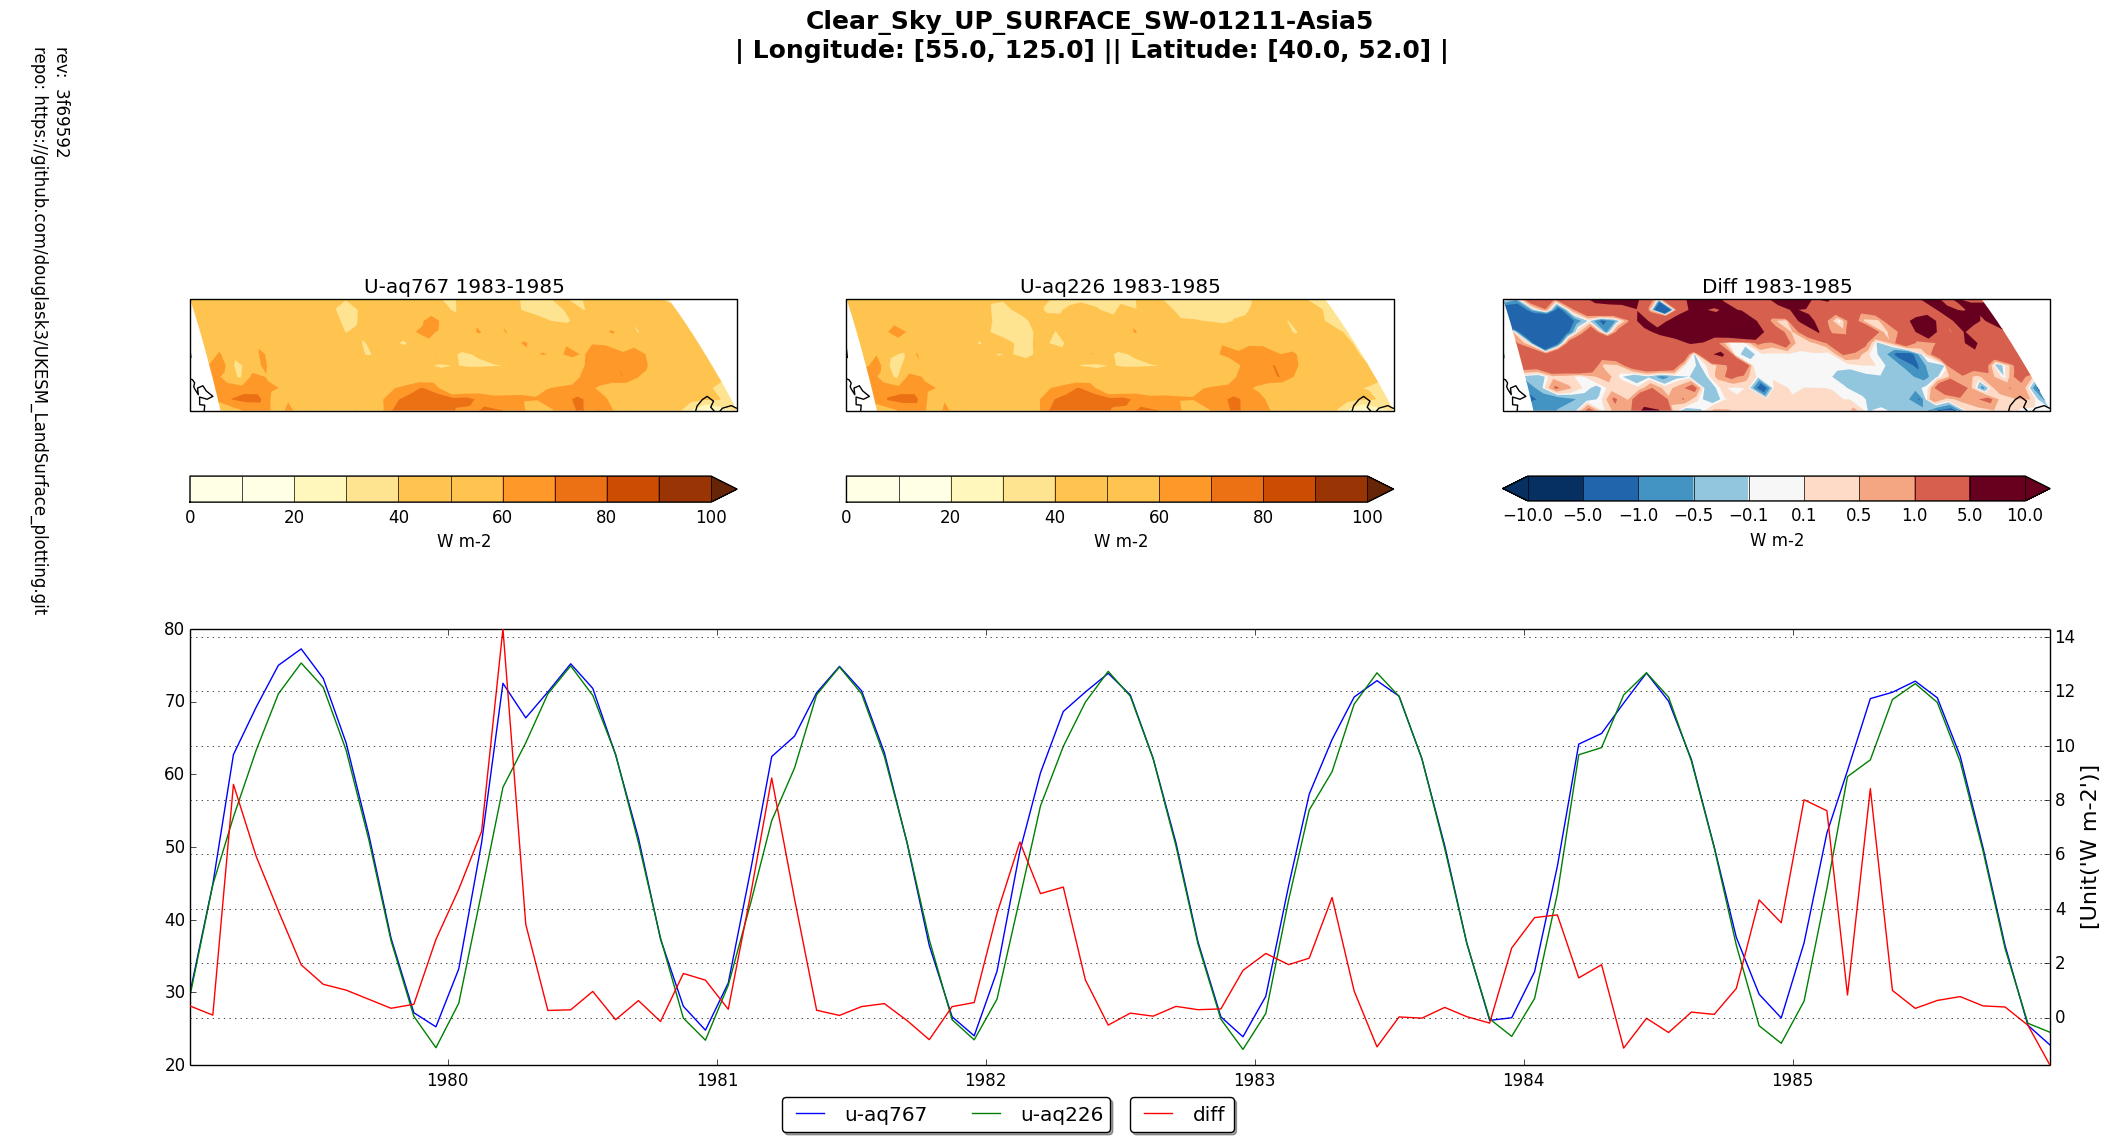 Clear_Sky_UP_SURFACE_SW-01211-Asia5
| Longitude: [55.0, 125.0] || Latitude: [40.0, 52.0] |
rev: 3f69592
repo: https://github.com/douglask3/UKESM_LandSurface_plotting.git
U-aq767 1983-1985
U-aq226 1983-1985
Diff 1983-1985
0 20 40 60 80 100
W m-2
0 20 40 60 80 100
W m-2
−10.0 −5.0 −1.0 −0.5 −0.1 0.1 0.5 1.0 5.0 10.0
W m-2
80
70
60
50
40
30
20
14
12
10
8
6
4
2
0
[Unit('W m-2')]
1980 1981 1982 1983 1984 1985
u-aq767 u-aq226 diff